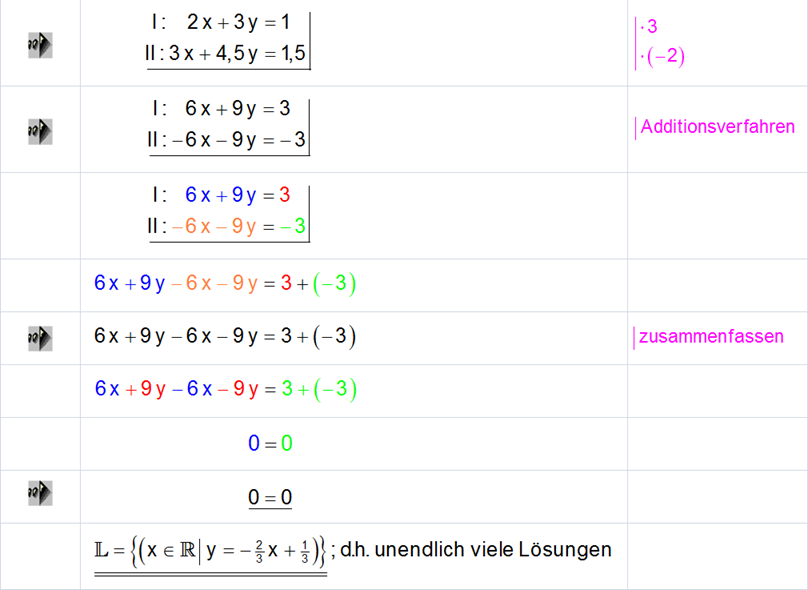 I: 2x + 3y = 1 | ·3
II: 3x + 4,5y = 1,5 | ·(−2)
I: 6x + 9y = 3
II: −6x − 9y = −3 | Additionsverfahren
I: 6x + 9y = 3
II: −6x − 9y = −3
6x + 9y − 6x − 9y = 3 + (−3)
6x + 9y − 6x − 9y = 3 + (−3) | zusammenfassen
6x + 9y − 6x − 9y = 3 + (−3)
0 = 0
0 = 0
𝕃 = {(x ∈ ℝ | y = −2/3 x + 1/3)} ; d.h. unendlich viele Lösungen